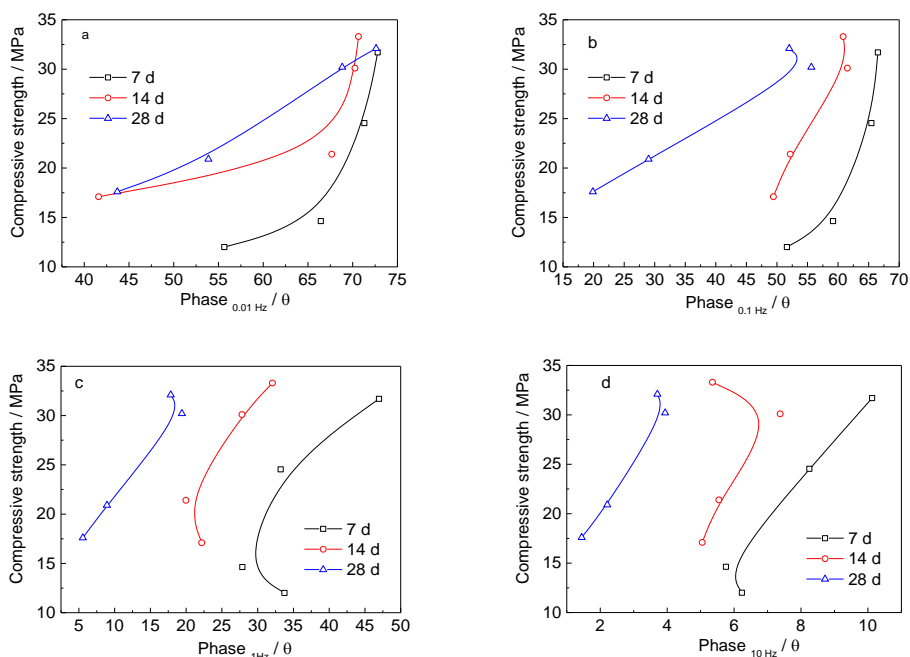 a
35
30
25
20
15
10
Compressive strength / MPa
7 d
14 d
28 d
40 45 50 55 60 65 70 75
Phase 0.01 Hz / θ
b
35
30
25
20
15
10
Compressive strength / MPa
7 d
14 d
28 d
15 20 25 30 35 40 45 50 55 60 65 70
Phase 0.1 Hz / θ
c
35
30
25
20
15
10
Compressive strength / MPa
7 d
14 d
28 d
5 10 15 20 25 30 35 40 45 50
Phase 1Hz / θ
d
35
30
25
20
15
10
Compressive strength / MPa
7 d
14 d
28 d
2 4 6 8 10
Phase 10 Hz / θ